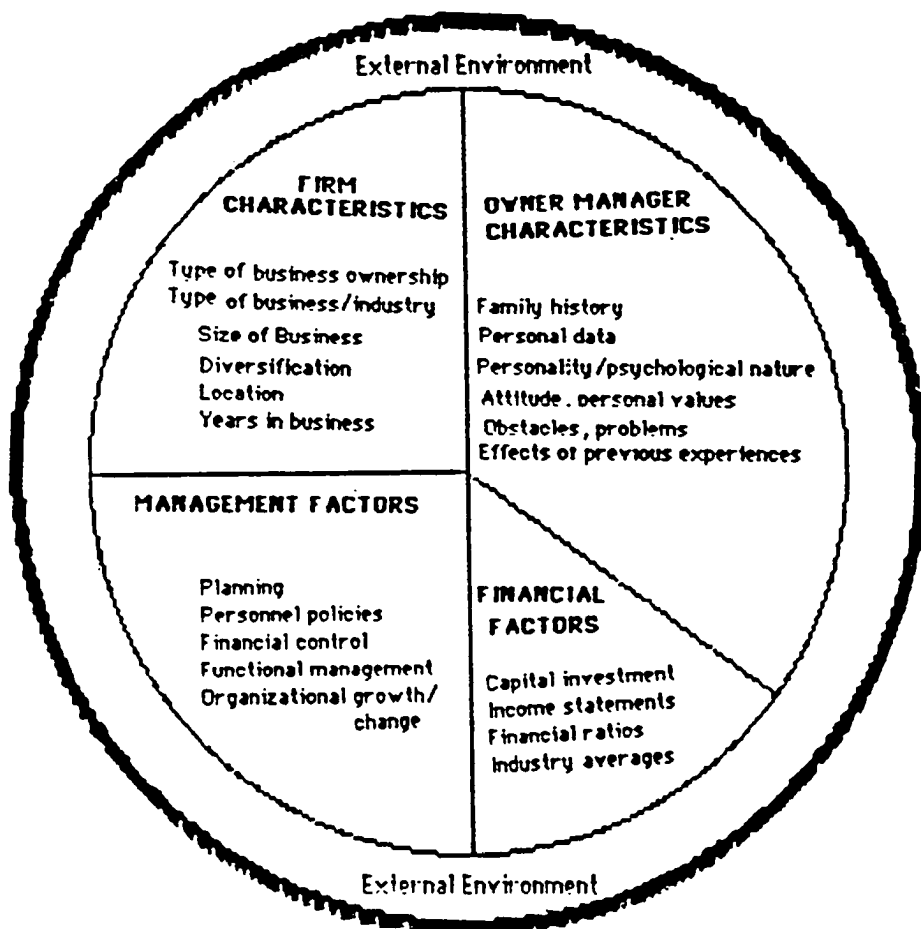 External Environment
FIRM
CHARACTERISTICS
Type of business ownership
Type of business/industry
Size of Business
Diversification
Location
Years in business
OWNER MANAGER
CHARACTERISTICS
Family history
Personal data
Personality/psychological nature
Attitude, personal values
Obstacles, problems
Effects of previous experiences
MANAGEMENT FACTORS
Planning
Personnel policies
Financial control
Functional management
Organizational growth/
change
FINANCIAL
FACTORS
Capital investment
Income statements
Financial ratios
Industry averages
External Environment